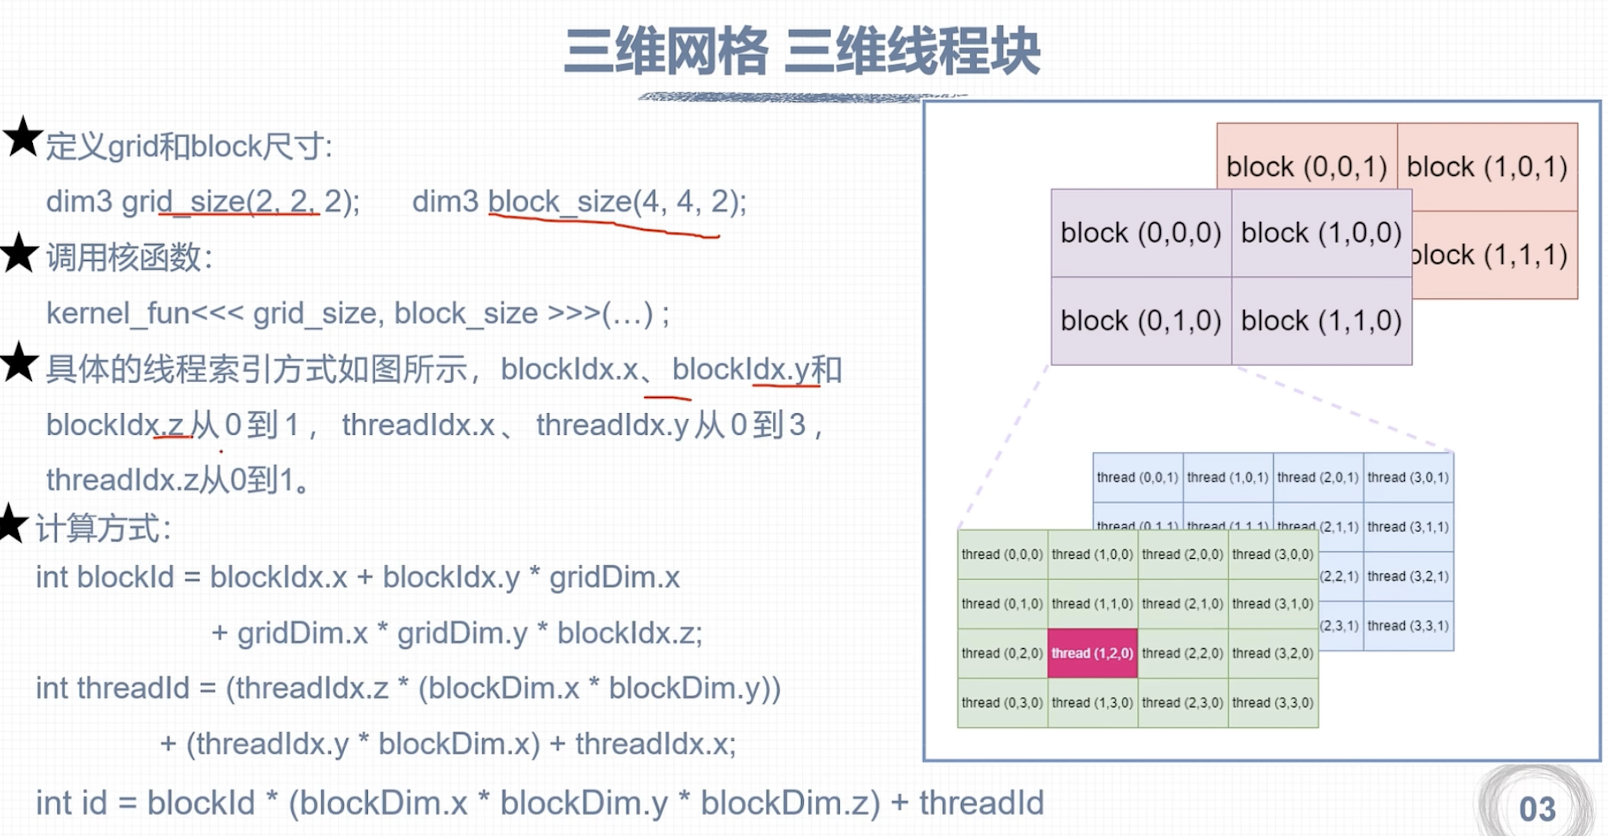 三维网格 三维线程块
定义grid和block尺寸:
dim3 grid_size(2, 2, 2); dim3 block_size(4, 4, 2);
调用核函数：
kernel_fun<<< grid_size, block_size >>>(…) ;
具体的线程索引方式如图所示，blockIdx.x、blockIdx.y和
blockIdx.z从0到1，threadIdx.x、threadIdx.y从0到3，
threadIdx.z从0到1。
计算方式：
int blockId = blockIdx.x + blockIdx.y * gridDim.x
+ gridDim.x * gridDim.y * blockIdx.z;
int threadId = (threadIdx.z * (blockDim.x * blockDim.y))
+ (threadIdx.y * blockDim.x) + threadIdx.x;
int id = blockId * (blockDim.x * blockDim.y * blockDim.z) + threadId
block (0,0,1) block (1,0,1)
block (1,1,1)
block (0,0,0) block (1,0,0)
block (0,1,0) block (1,1,0)
thread (0,0,1) thread (1,0,1) thread (2,0,1) thread (3,0,1)
thread (0,1,1) thread (1,1,1) thread (2,1,1) thread (3,1,1)
(2,2,1) thread (3,2,1)
(2,3,1) thread (3,3,1)
thread (0,0,0) thread (1,0,0) thread (2,0,0) thread (3,0,0)
thread (0,1,0) thread (1,1,0) thread (2,1,0) thread (3,1,0)
thread (0,2,0) thread (1,2,0) thread (2,2,0) thread (3,2,0)
thread (0,3,0) thread (1,3,0) thread (2,3,0) thread (3,3,0)
03